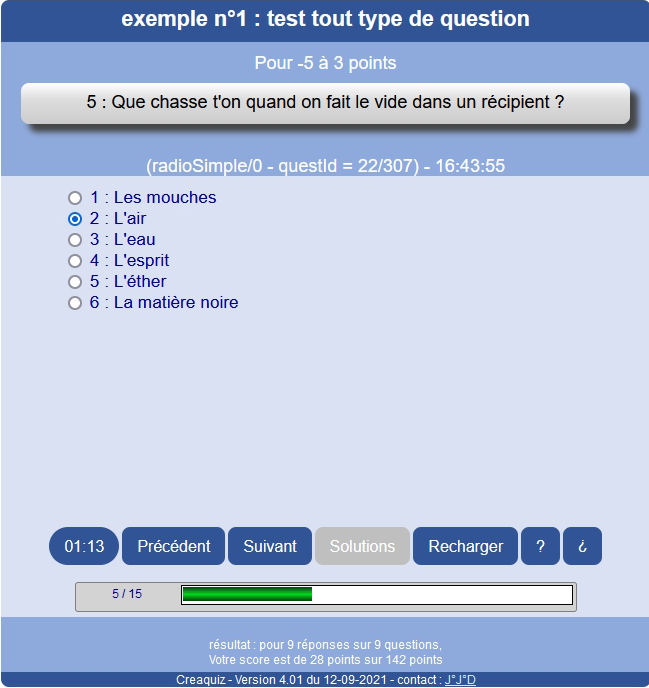 exemple n°1 : test tout type de question
Pour -5 à 3 points
5 : Que chasse t'on quand on fait le vide dans un récipient ?
(radioSimple/0 - questId = 22/307) - 16:43:55
1 : Les mouches
2 : L'air
3 : L'eau
4 : L'esprit
5 : L'éther
6 : La matière noire
01:13 Précédent Suivant Solutions Recharger ? ¿
5 / 15
résultat : pour 9 réponses sur 9 questions,
Votre score est de 28 points sur 142 points
Creaquiz - Version 4.01 du 12-09-2021 - contact : J°J°D